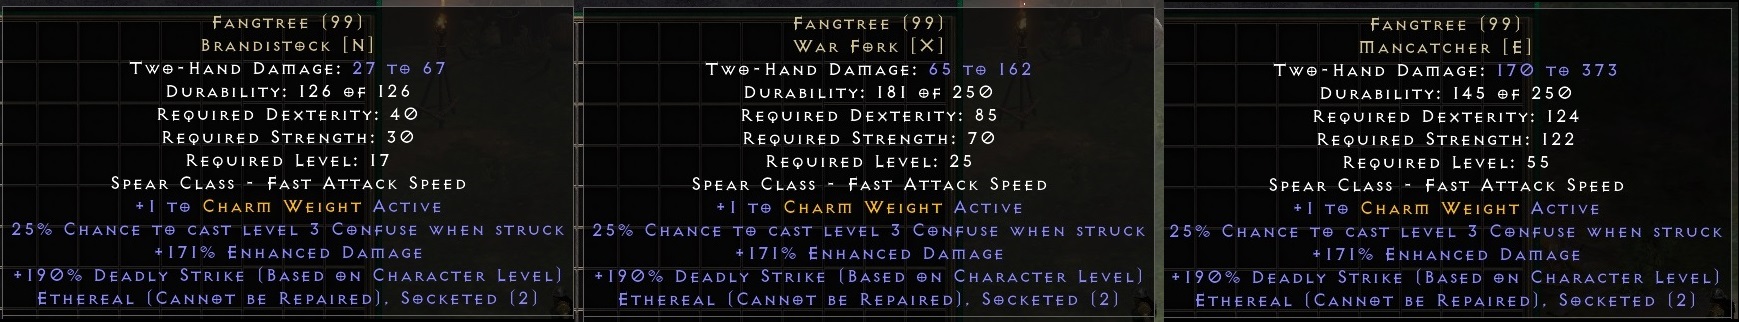 Fangtree (99)
Brandistock [N]
Two-Hand Damage: 27 to 67
Durability: 126 of 126
Required Dexterity: 40
Required Strength: 30
Required Level: 17
Spear Class - Fast Attack Speed
+1 to Charm Weight Active
25% Chance to cast level 3 Confuse when struck
+171% Enhanced Damage
+190% Deadly Strike (Based on Character Level)
Ethereal (Cannot be Repaired), Socketed (2)
Fangtree (99)
War Fork [X]
Two-Hand Damage: 65 to 162
Durability: 181 of 250
Required Dexterity: 85
Required Strength: 70
Required Level: 25
Spear Class - Fast Attack Speed
+1 to Charm Weight Active
25% Chance to cast level 3 Confuse when struck
+171% Enhanced Damage
+190% Deadly Strike (Based on Character Level)
Ethereal (Cannot be Repaired), Socketed (2)
Fangtree (99)
Mancatcher [E]
Two-Hand Damage: 170 to 373
Durability: 145 of 250
Required Dexterity: 124
Required Strength: 122
Required Level: 55
Spear Class - Fast Attack Speed
+1 to Charm Weight Active
25% Chance to cast level 3 Confuse when struck
+171% Enhanced Damage
+190% Deadly Strike (Based on Character Level)
Ethereal (Cannot be Repaired), Socketed (2)